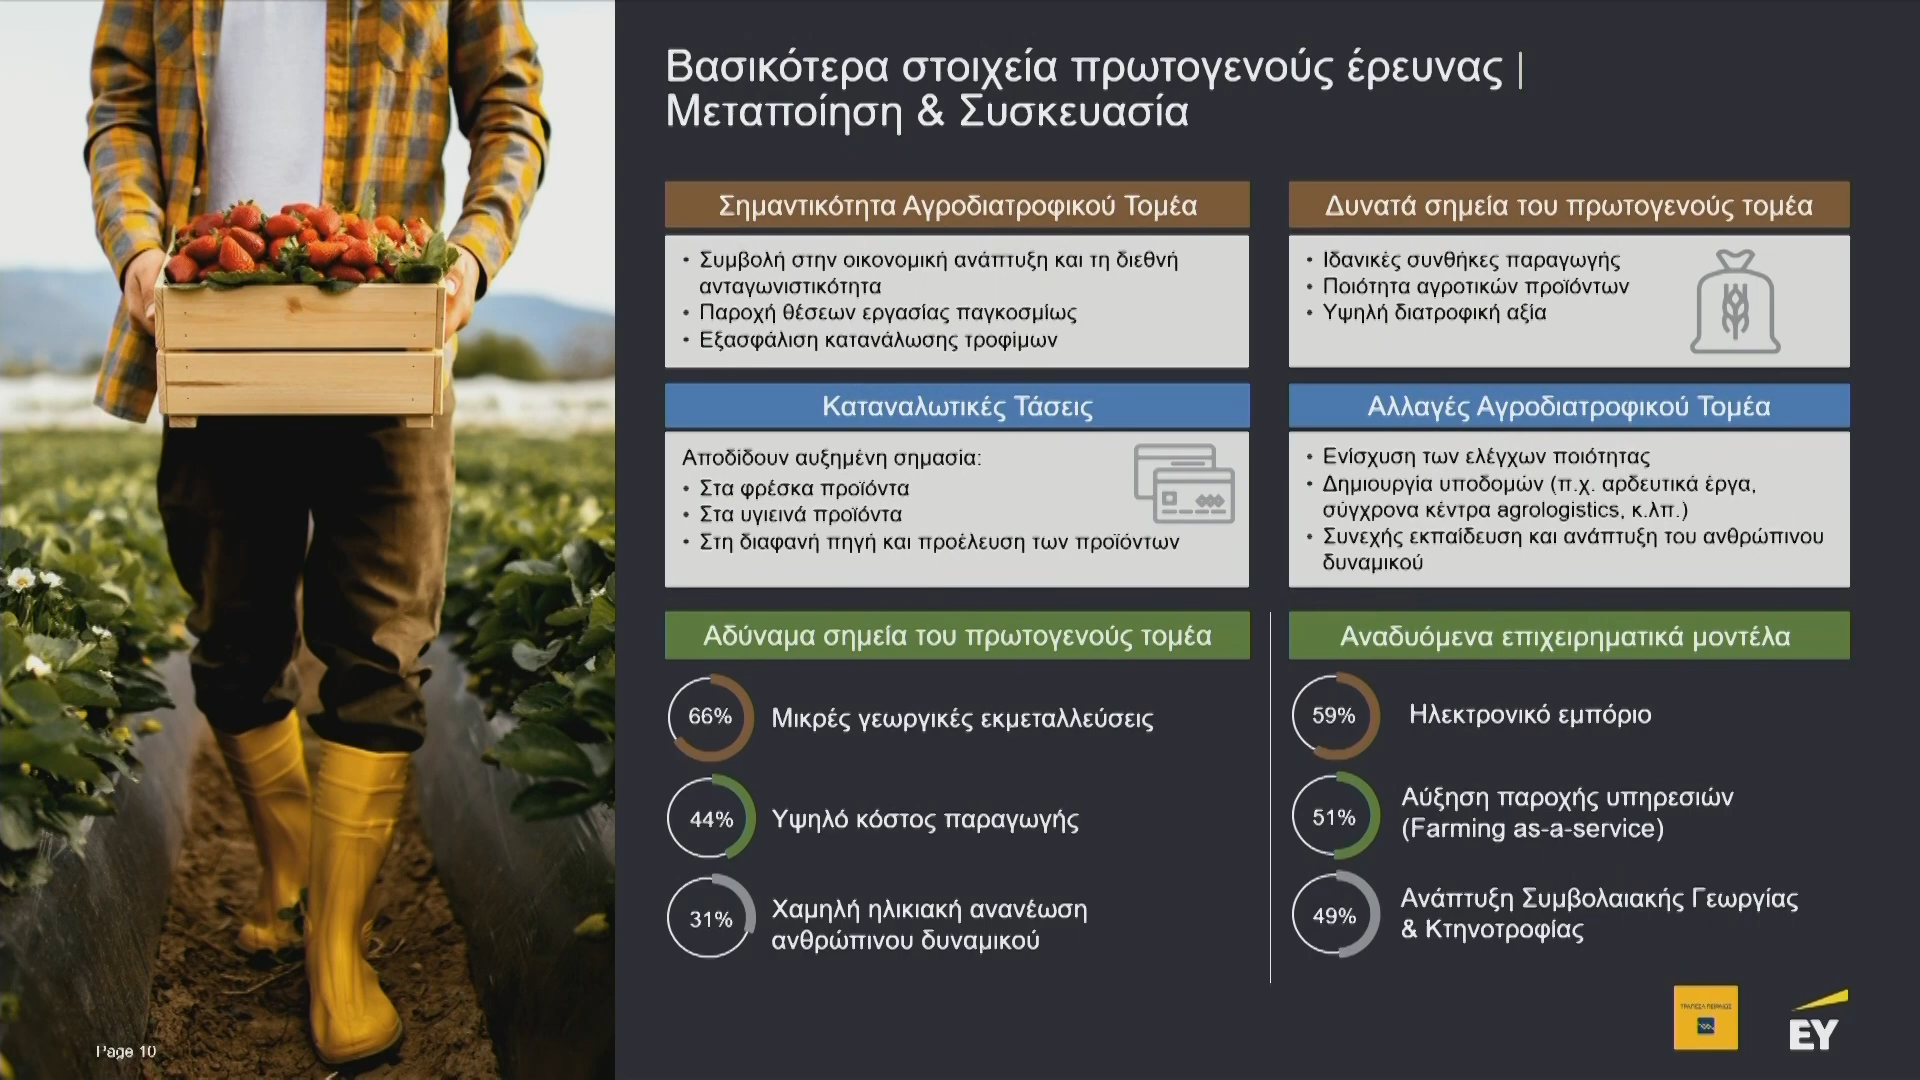 Βασικότερα στοιχεία πρωτογενούς έρευνας |
Μεταποίηση & Συσκευασία
Σημαντικότητα Αγροδιατροφικού Τομέα
• Συμβολή στην οικονομική ανάπτυξη και τη διεθνή
ανταγωνιστικότητα
• Παροχή θέσεων εργασίας παγκοσμίως
• Εξασφάλιση κατανάλωσης τροφίμων
Δυνατά σημεία του πρωτογενούς τομέα
• Ιδανικές συνθήκες παραγωγής
• Ποιότητα αγροτικών προϊόντων
• Υψηλή διατροφική αξία
Καταναλωτικές Τάσεις
Αποδίδουν αυξημένη σημασία:
• Στα φρέσκα προϊόντα
• Στα υγιεινά προϊόντα
• Στη διαφανή πηγή και προέλευση των προϊόντων
Αλλαγές Αγροδιατροφικού Τομέα
• Ενίσχυση των ελέγχων ποιότητας
• Δημιουργία υποδομών (π.χ. αρδευτικά έργα,
σύγχρονα κέντρα agrologistics, κ.λπ.)
• Συνεχής εκπαίδευση και ανάπτυξη του ανθρώπινου
δυναμικού
Αδύναμα σημεία του πρωτογενούς τομέα
66% Μικρές γεωργικές εκμεταλλεύσεις
44% Υψηλό κόστος παραγωγής
31% Χαμηλή ηλικιακή ανανέωση
ανθρώπινου δυναμικού
Αναδυόμενα επιχειρηματικά μοντέλα
59% Ηλεκτρονικό εμπόριο
51% Αύξηση παροχής υπηρεσιών
(Farming as-a-service)
49% Ανάπτυξη Συμβολαιακής Γεωργίας
& Κτηνοτροφίας
ΤΡΑΠΕΖΑ ΠΕΙΡΑΙΩΣ
EY
Page 10